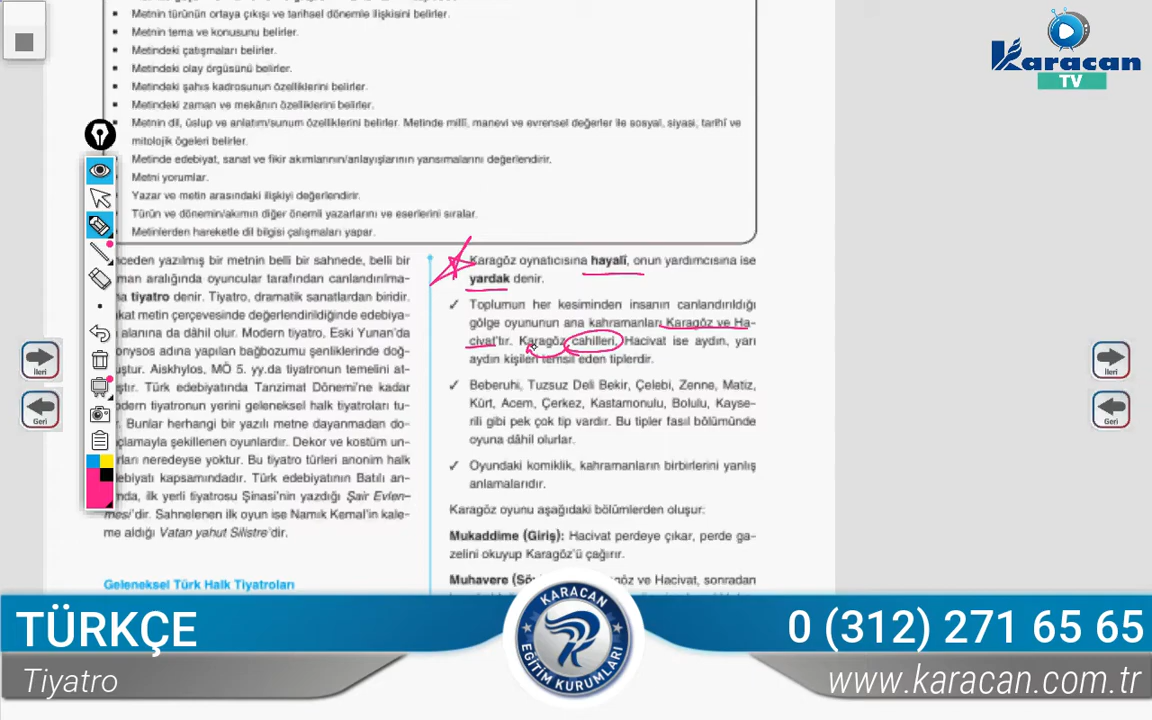 Metnin türünün ortaya çıkışı ve tarihsel dönemle ilişkisini belirler.
Metnin tema ve konusunu belirler.
Metindeki çatışmaları belirler.
Metindeki olay örgüsünü belirler.
Metindeki şahıs kadrosunun özelliklerini belirler.
Metindeki zaman ve mekânın özelliklerini belirler.
Metnin dil, üslup ve anlatım/sunum özelliklerini belirler. Metinde millî, manevi ve evrensel değerler ile sosyal, siyasi, tarihî ve
mitolojik ögeleri belirler.
Metinde edebiyat, sanat ve fikir akımlarının/anlayışlarının yansımalarını değerlendirir.
Metni yorumlar.
Yazar ve metin arasındaki ilişkiyi değerlendirir.
Türün ve dönemin/akımın diğer önemli yazarlarını ve eserlerini sıralar.
Metinlerden hareketle dil bilgisi çalışmaları yapar.
nceden yazılmış bir metnin belli bir sahnede, belli bir
man aralığında oyuncular tarafından canlandırılma-
na tiyatro denir. Tiyatro, dramatik sanatlardan biridir.
kat metin çerçevesinde değerlendirildiğinde edebiya-
alanına da dâhil olur. Modern tiyatro, Eski Yunan'da
onysos adına yapılan bağbozumu şenliklerinde doğ-
uştur. Aiskhylos, MÖ 5. yy.da tiyatronun temelini at-
ıştır. Türk edebiyatında Tanzimat Dönemi'ne kadar
odern tiyatronun yerini geleneksel halk tiyatroları tu-
r. Bunlar herhangi bir yazılı metne dayanmadan do-
açlamayla şekillenen oyunlardır. Dekor ve kostüm un-
rları neredeyse yoktur. Bu tiyatro türleri anonim halk
ebiyatı kapsamındadır. Türk edebiyatının Batılı an-
mda, ilk yerli tiyatrosu Şinasi'nin yazdığı Şair Evlen-
mesi'dir. Sahnelenen ilk oyun ise Namık Kemal'in kale-
me aldığı Vatan yahut Silistre'dir.
Geleneksel Türk Halk Tiyatroları
Karagöz oynatıcısına hayalî, onun yardımcısına ise
yardak denir.
✓ Toplumun her kesiminden insanın canlandırıldığı
gölge oyununun ana kahramanları Karagöz ve Ha-
civat'tır. Karagöz cahilleri, Hacivat ise aydın, yarı
aydın kişileri temsil eden tiplerdir.
✓ Beberuhi, Tuzsuz Deli Bekir, Çelebi, Zenne, Matiz,
Kürt, Acem, Çerkez, Kastamonulu, Bolulu, Kayse-
rili gibi pek çok tip vardır. Bu tipler fasıl bölümünde
oyuna dâhil olurlar.
✓ Oyundaki komiklik, kahramanların birbirlerini yanlış
anlamalarıdır.
Karagöz oyunu aşağıdaki bölümlerden oluşur:
Mukaddime (Giriş): Hacivat perdeye çıkar, perde ga-
zelini okuyup Karagöz'ü çağırır.
Muhavere (Sö göz ve Hacivat, sonradan
İleri
Geri
İleri
Geri
Karacan
TV
TÜRKÇE
Tiyatro
KARACAN
EĞİTİM KURUMLARI
0 (312) 271 65 65
www.karacan.com.tr